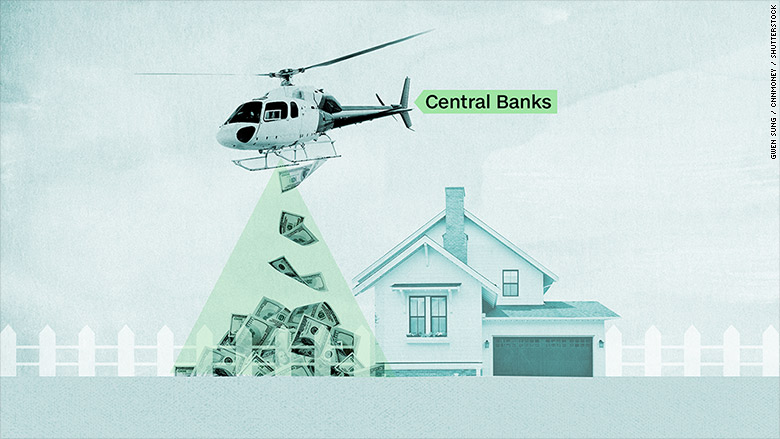 Central Banks
GWEN SUNG / CNNMONEY / SHUTTERSTOCK